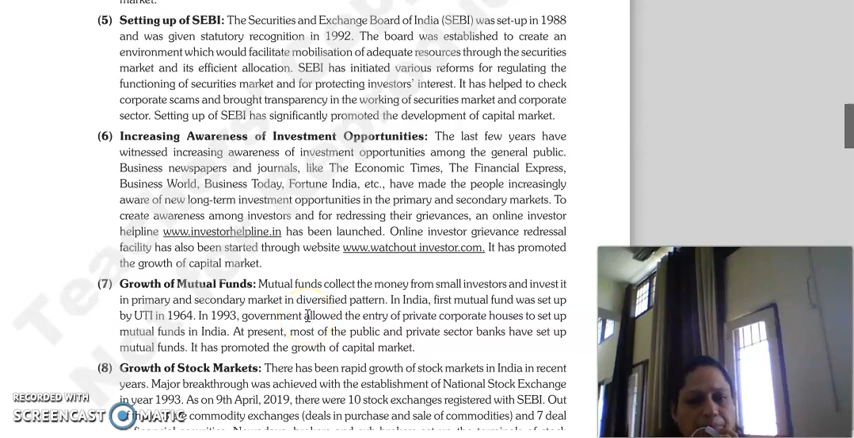 market.
(5) Setting up of SEBI: The Securities and Exchange Board of India (SEBI) was set-up in 1988
and was given statutory recognition in 1992. The board was established to create an
environment which would facilitate mobilisation of adequate resources through the securities
market and its efficient allocation. SEBI has initiated various reforms for regulating the
functioning of securities market and for protecting investors' interest. It has helped to check
corporate scams and brought transparency in the working of securities market and corporate
sector. Setting up of SEBI has significantly promoted the development of capital market.
(6) Increasing Awareness of Investment Opportunities: The last few years have
witnessed increasing awareness of investment opportunities among the general public.
Business newspapers and journals, like The Economic Times, The Financial Express,
Business World, Business Today, Fortune India, etc., have made the people increasingly
aware of new long-term investment opportunities in the primary and secondary markets. To
create awareness among investors and for redressing their grievances, an online investor
helpline www.investorhelpline.in has been launched. Online investor grievance redressal
facility has also been started through website www.watchout investor.com. It has promoted
the growth of capital market.
(7) Growth of Mutual Funds: Mutual funds collect the money from small investors and invest it
in primary and secondary market in diversified pattern. In India, first mutual fund was set up
by UTI in 1964. In 1993, government allowed the entry of private corporate houses to set up
mutual funds in India. At present, most of the public and private sector banks have set up
mutual funds. It has promoted the growth of capital market.
(8) Growth of Stock Markets: There has been rapid growth of stock markets in India in recent
years. Major breakthrough was achieved with the establishment of National Stock Exchange
in year 1993. As on 9th April, 2019, there were 10 stock exchanges registered with SEBI. Out
commodity exchanges (deals in purchase and sale of commodities) and 7 deal
RECORDED WITH
SCREENCAST MATIC